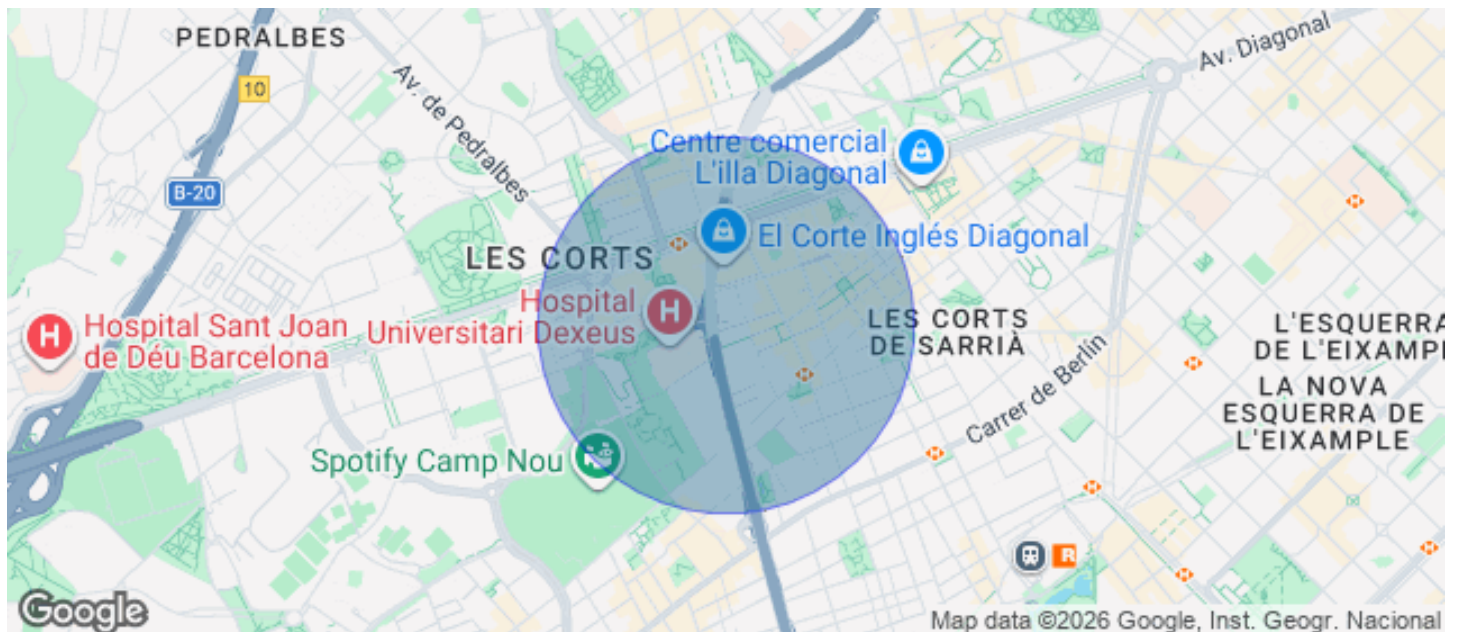 PEDRALBES
Av. Diagonal
10
Av. de Pedralbes
Centre comercial
L'illa Diagonal
B-20
El Corte Inglés Diagonal
LES CORTS
Hospital
Universitari Dexeus
H
H
Hospital Sant Joan
de Déu Barcelona
LES CORTS
DE SARRIÀ
L'ESQUERRA
DE L'EIXAMPL
Carrer de Berlín
LA NOVA
ESQUERRA DE
L'EIXAMPLE
Spotify Camp Nou
R
Google
Map data ©2026 Google, Inst. Geogr. Nacional